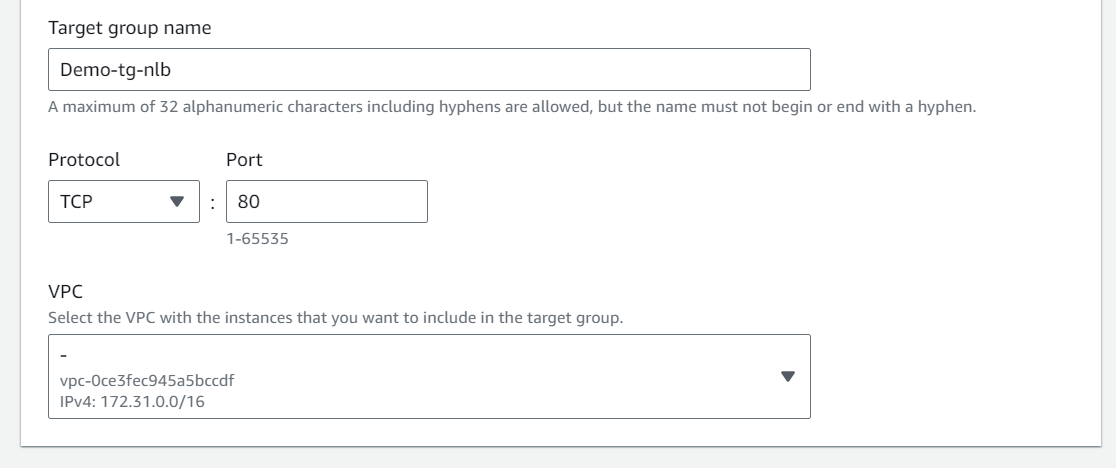 Target group name
Demo-tg-nlb
A maximum of 32 alphanumeric characters including hyphens are allowed, but the name must not begin or end with a hyphen.
Protocol Port
TCP : 80
1-65535
VPC
Select the VPC with the instances that you want to include in the target group.
-
vpc-0ce3fec945a5bccdf
IPv4: 172.31.0.0/16